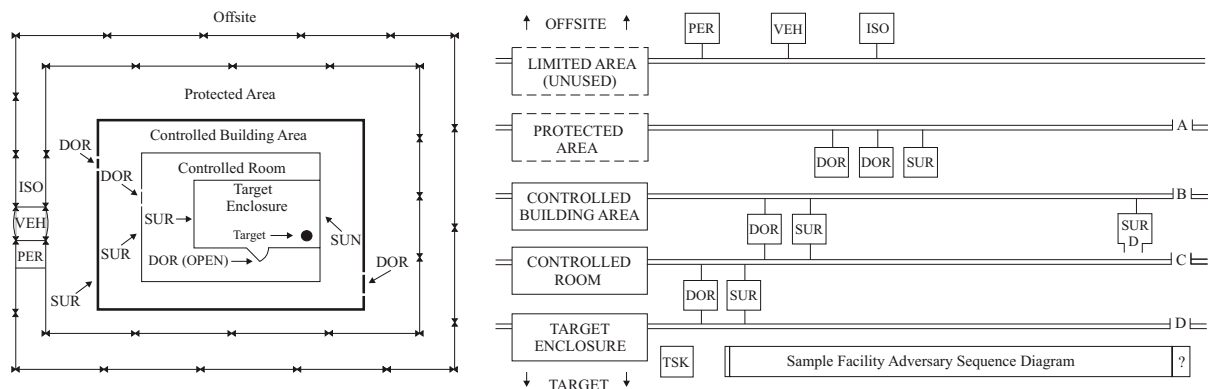 Offsite
Protected Area
Controlled Building Area
DOR
DOR
Controlled Room
Target
Enclosure
ISO
SUR
VEH
Target
SUR
SUN
PER
DOR (OPEN)
DOR
SUR
OFFSITE
PER
VEH
ISO
LIMITED AREA
(UNUSED)
PROTECTED
AREA
A
DOR
DOR
SUR
CONTROLLED
BUILDING AREA
B
DOR
SUR
SUR
D
CONTROLLED
ROOM
C
DOR
SUR
TARGET
ENCLOSURE
D
TSK
Sample Facility Adversary Sequence Diagram
?
TARGET